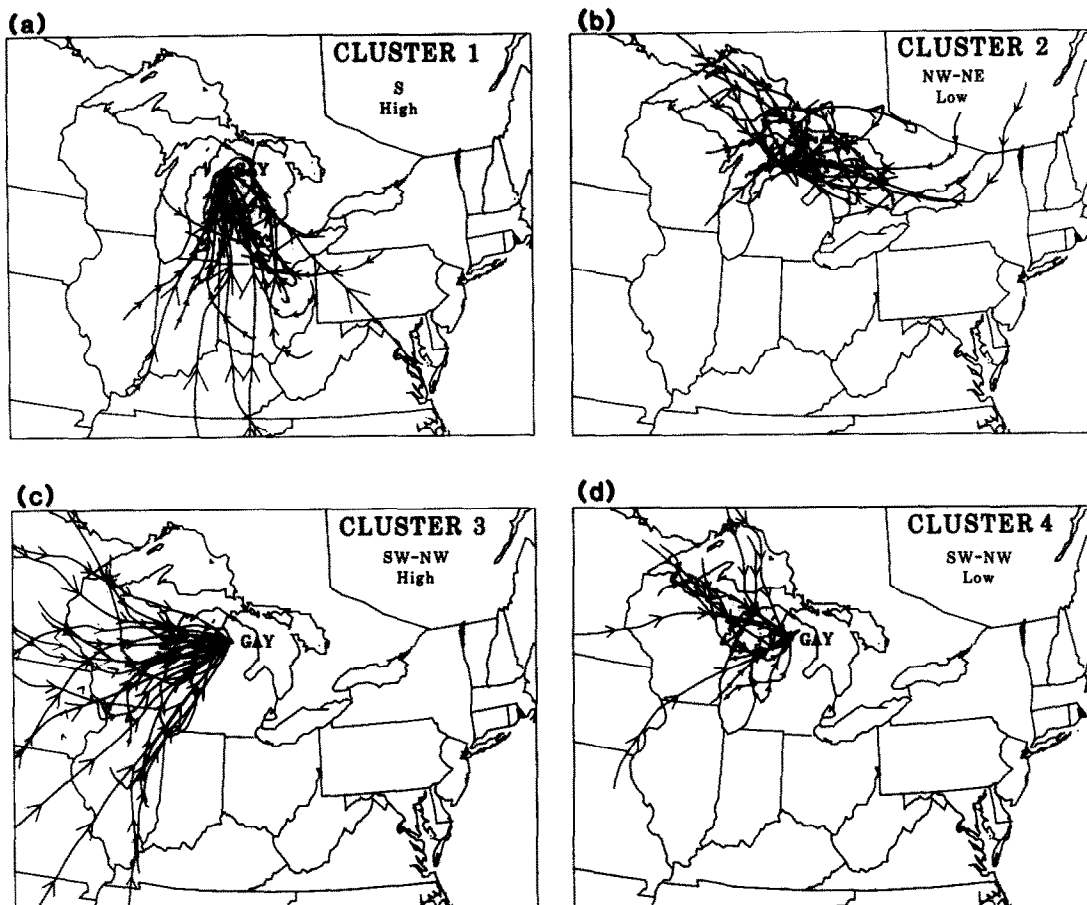 (a)
CLUSTER 1
S
High
(b)
CLUSTER 2
NW-NE
Low
(c)
CLUSTER 3
SW-NW
High
GAY
(d)
CLUSTER 4
SW-NW
Low
GAY